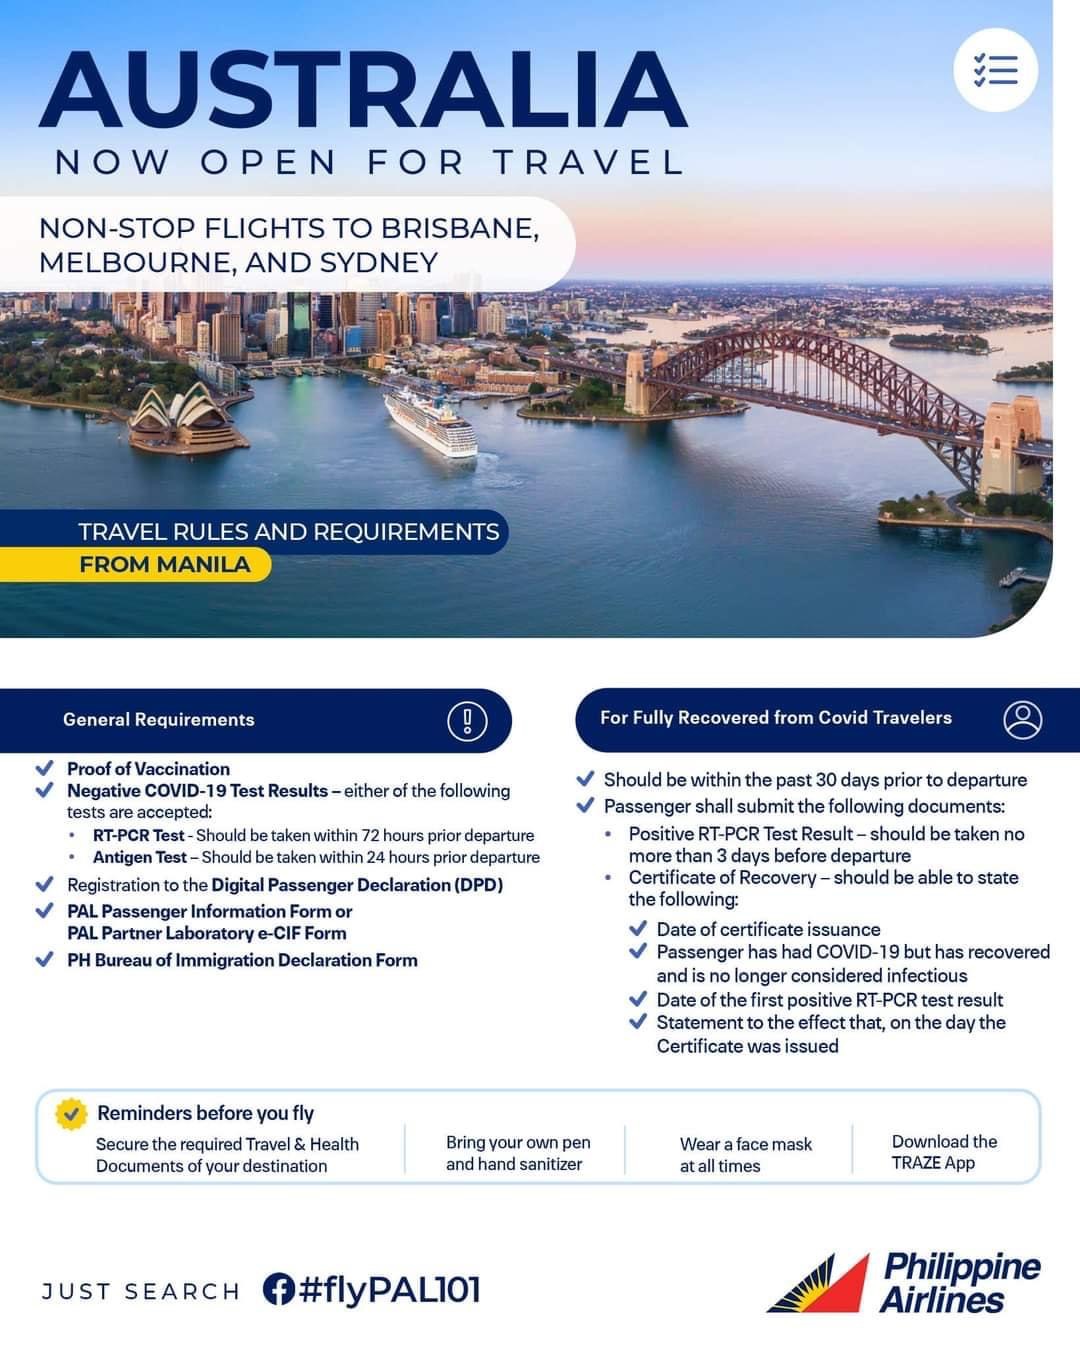 AUSTRALIA
NOW OPEN FOR TRAVEL
NON-STOP FLIGHTS TO BRISBANE,
MELBOURNE, AND SYDNEY
TRAVEL RULES AND REQUIREMENTS
FROM MANILA
General Requirements
Proof of Vaccination
Negative COVID-19 Test Results – either of the following
tests are accepted:
• RT-PCR Test - Should be taken within 72 hours prior departure
• Antigen Test – Should be taken within 24 hours prior departure
Registration to the Digital Passenger Declaration (DPD)
PAL Passenger Information Form or
PAL Partner Laboratory e-CIF Form
PH Bureau of Immigration Declaration Form
For Fully Recovered from Covid Travelers
Should be within the past 30 days prior to departure
Passenger shall submit the following documents:
• Positive RT-PCR Test Result – should be taken no
more than 3 days before departure
• Certificate of Recovery – should be able to state
the following:
Date of certificate issuance
Passenger has had COVID-19 but has recovered
and is no longer considered infectious
Date of the first positive RT-PCR test result
Statement to the effect that, on the day the
Certificate was issued
Reminders before you fly
Secure the required Travel & Health
Documents of your destination
Bring your own pen
and hand sanitizer
Wear a face mask
at all times
Download the
TRAZE App
JUST SEARCH #flyPAL101
Philippine
Airlines